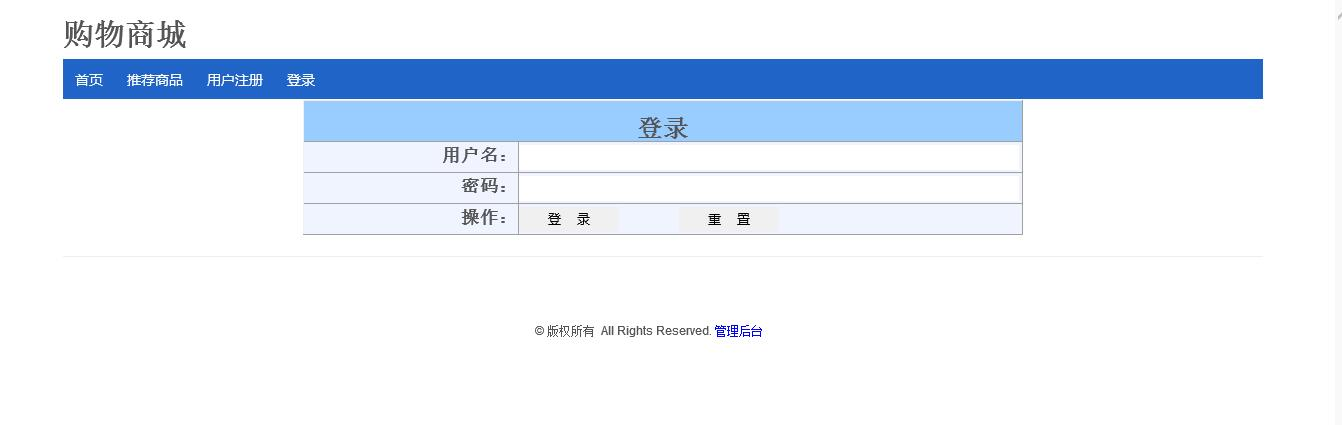 购物商城
首页 推荐商品 用户注册 登录
登录
用户名：
密码：
操作： 登 录 重 置
© 版权所有 All Rights Reserved. 管理后台